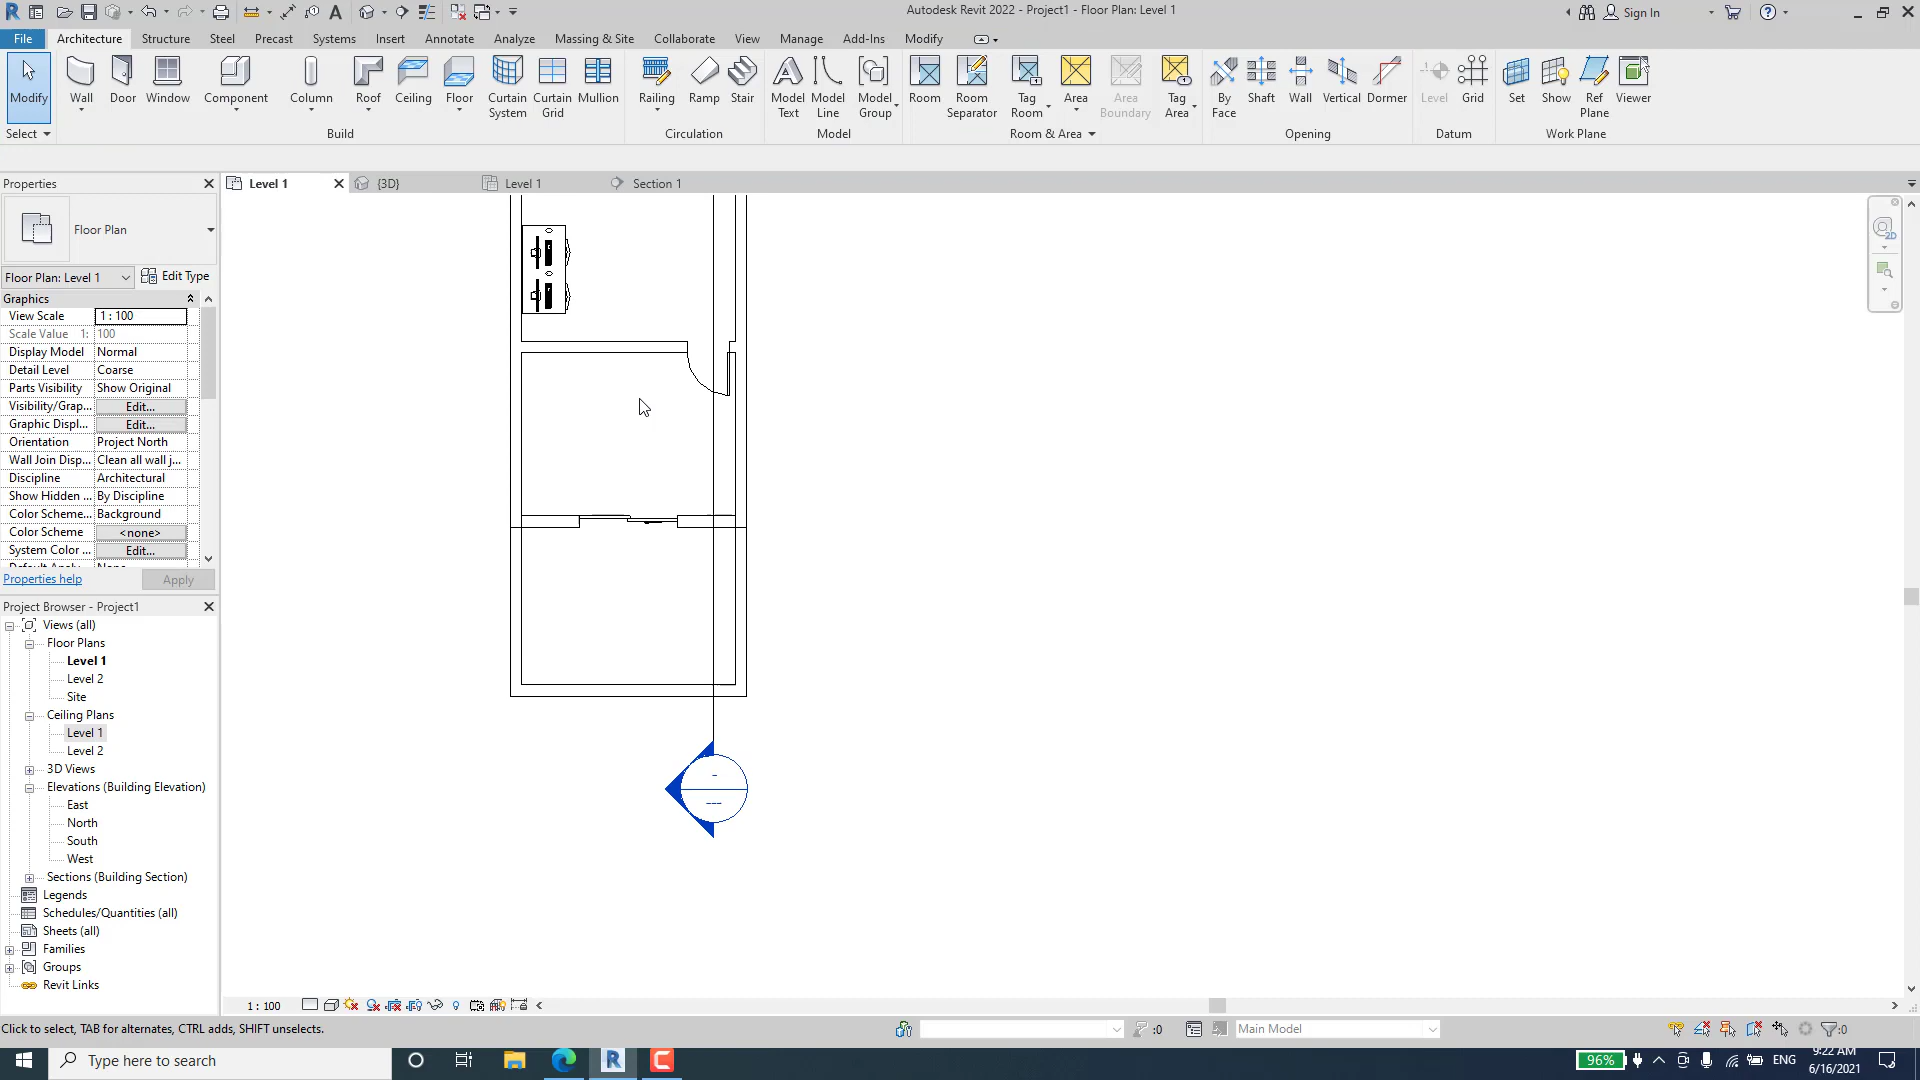 Autodesk Revit 2022 - Project1 - Floor Plan: Level 1
Sign In
File Architecture Structure Steel Precast Systems Insert Annotate Analyze Massing & Site Collaborate View Manage Add-Ins Modify
Modify Wall Door Window Component Column Roof Ceiling Floor Curtain System Curtain Grid Mullion Railing Ramp Stair Model Text Model Line Model Group Room Room Separator Tag Room Area Area Boundary Tag Area By Face Shaft Wall Vertical Dormer Level Grid Set Show Ref Plane Viewer
Select Build Circulation Model Room & Area Opening Datum Work Plane
Properties
Level 1 {3D} Level 1 Section 1
Floor Plan
Floor Plan: Level 1 Edit Type
Graphics
View Scale 1 : 100
Scale Value 1: 100
Display Model Normal
Detail Level Coarse
Parts Visibility Show Original
Visibility/Grap... Edit...
Graphic Displ... Edit...
Orientation Project North
Wall Join Disp... Clean all wall j...
Discipline Architectural
Show Hidden ... By Discipline
Color Scheme... Background
Color Scheme <none>
System Color ... Edit...
Properties help Apply
Project Browser - Project1
Views (all)
Floor Plans
Level 1
Level 2
Site
Ceiling Plans
Level 1
Level 2
3D Views
Elevations (Building Elevation)
East
North
South
West
Sections (Building Section)
Legends
Schedules/Quantities (all)
Sheets (all)
Families
Groups
Revit Links
2D
1 : 100
Click to select, TAB for alternates, CTRL adds, SHIFT unselects.
:0
Main Model
:0
Type here to search
96%
ENG
9:22 AM
6/16/2021